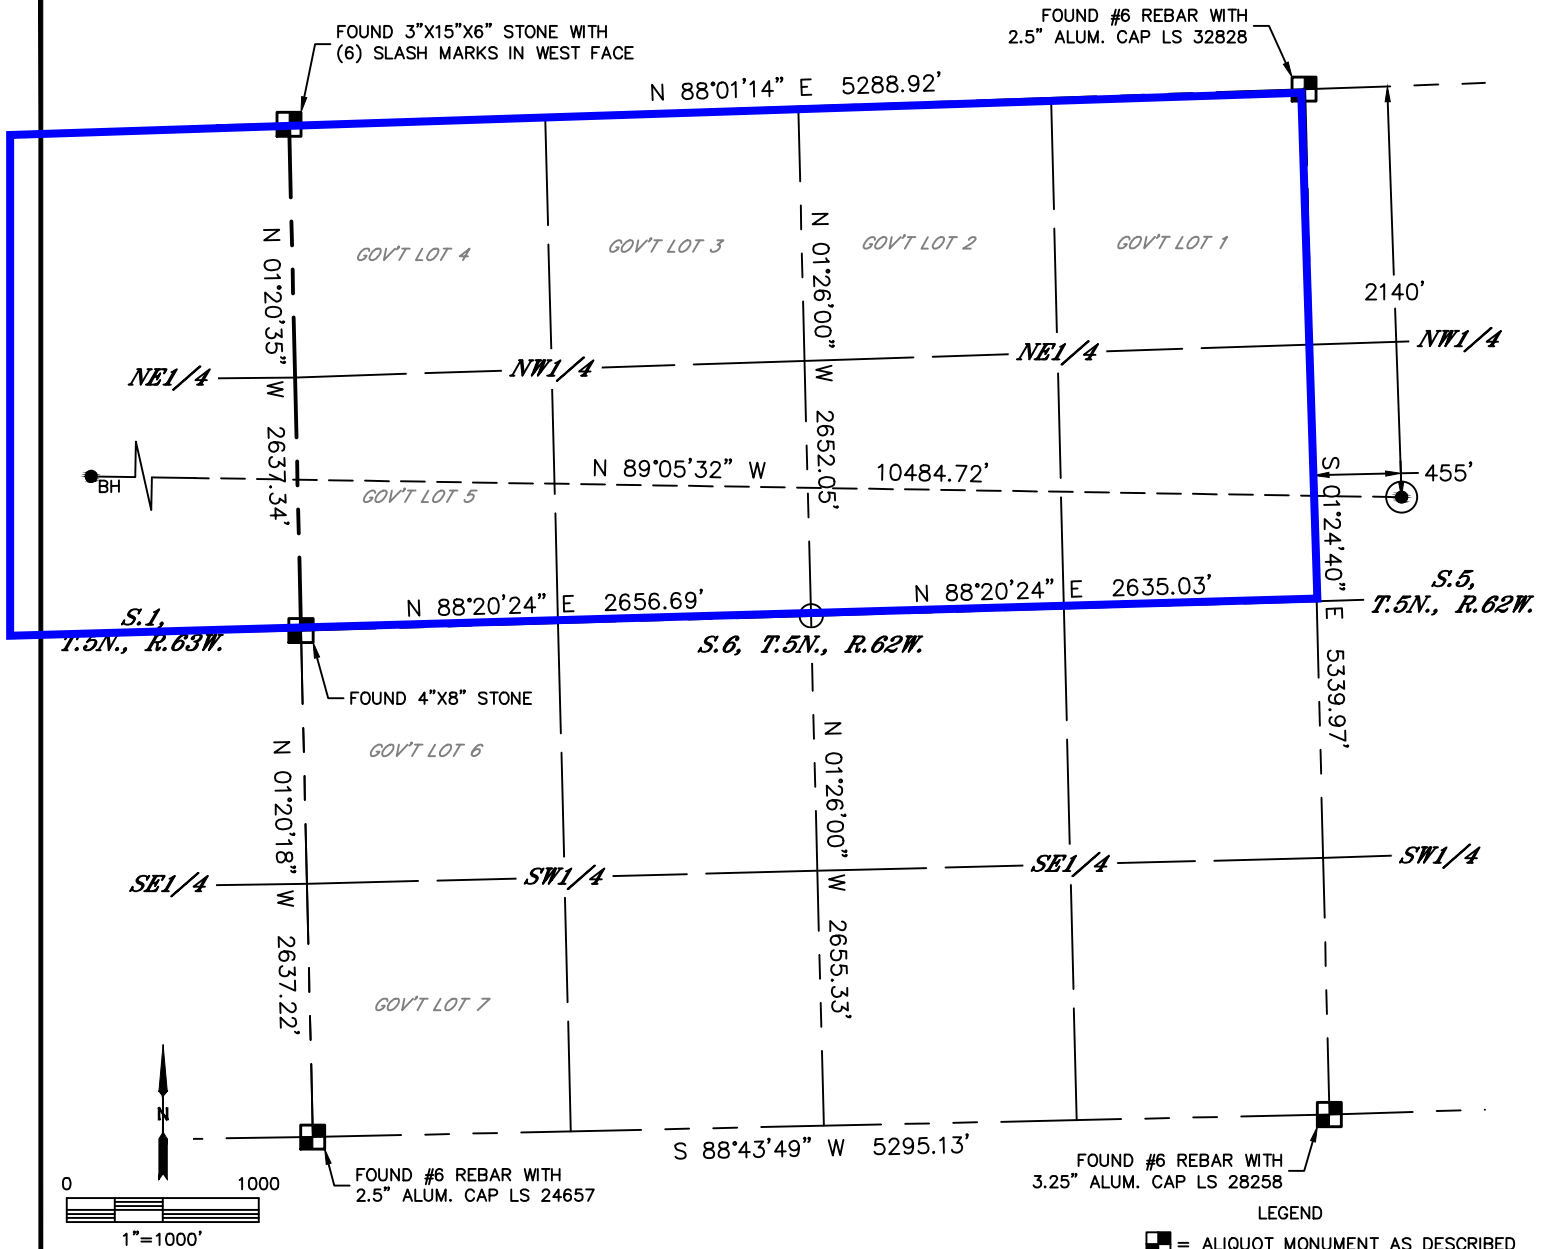 FOUND 3"X15"X6" STONE WITH
(6) SLASH MARKS IN WEST FACE
FOUND #6 REBAR WITH
2.5" ALUM. CAP LS 32828
N 88°01'14" E 5288.92'
GOV'T LOT 4
GOV'T LOT 3
GOV'T LOT 2
GOV'T LOT 1
N 01°20'35" W 2637.34'
N 01°26'00" W 2652.05'
2140'
NE1/4
NW1/4
NE1/4
NW1/4
BH
N 89°05'32" W 10484.72'
455'
GOV'T LOT 5
S 01°24'40" E 5339.97'
N 88°20'24" E 2656.69'
N 88°20'24" E 2635.03'
S.1,
T.5N., R.63W.
S.6, T.5N., R.62W.
S.5,
T.5N., R.62W.
FOUND 4"X8" STONE
GOV'T LOT 6
N 01°20'18" W 2637.22'
N 01°26'00" W 2655.33'
SE1/4
SW1/4
SE1/4
SW1/4
GOV'T LOT 7
N
S 88°43'49" W 5295.13'
FOUND #6 REBAR WITH
2.5" ALUM. CAP LS 24657
FOUND #6 REBAR WITH
3.25" ALUM. CAP LS 28258
0 1000
1"=1000'
LEGEND
= ALIQUOT MONUMENT AS DESCRIBED